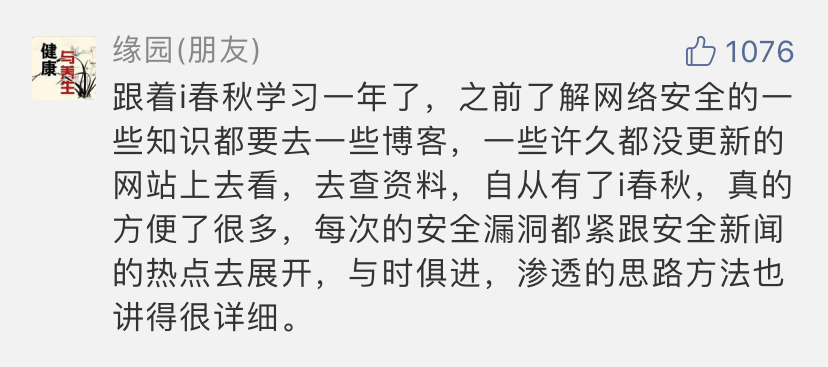 健康
与养生
缘园(朋友)
1076
跟着i春秋学习一年了，之前了解网络安全的一
些知识都要去一些博客，一些许久都没更新的
网站上去看，去查资料，自从有了i春秋，真的
方便了很多，每次的安全漏洞都紧跟安全新闻
的热点去展开，与时俱进，渗透的思路方法也
讲得很详细。